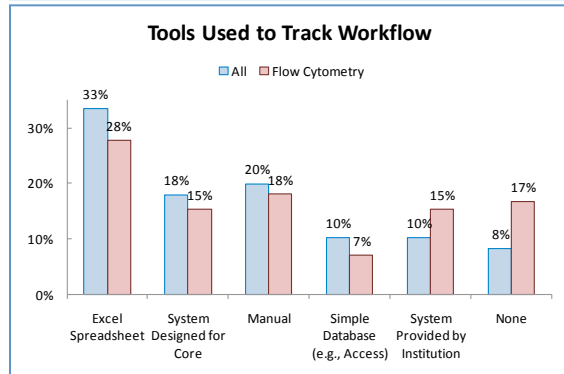 Tools Used to Track Workflow
All Flow Cytometry
33%
28%
18%
15%
20%
18%
10%
7%
10%
15%
8%
17%
30%
20%
10%
0%
Excel
Spreadsheet
System
Designed for
Core
Manual
Simple
Database
(e.g., Access)
System
Provided by
Institution
None